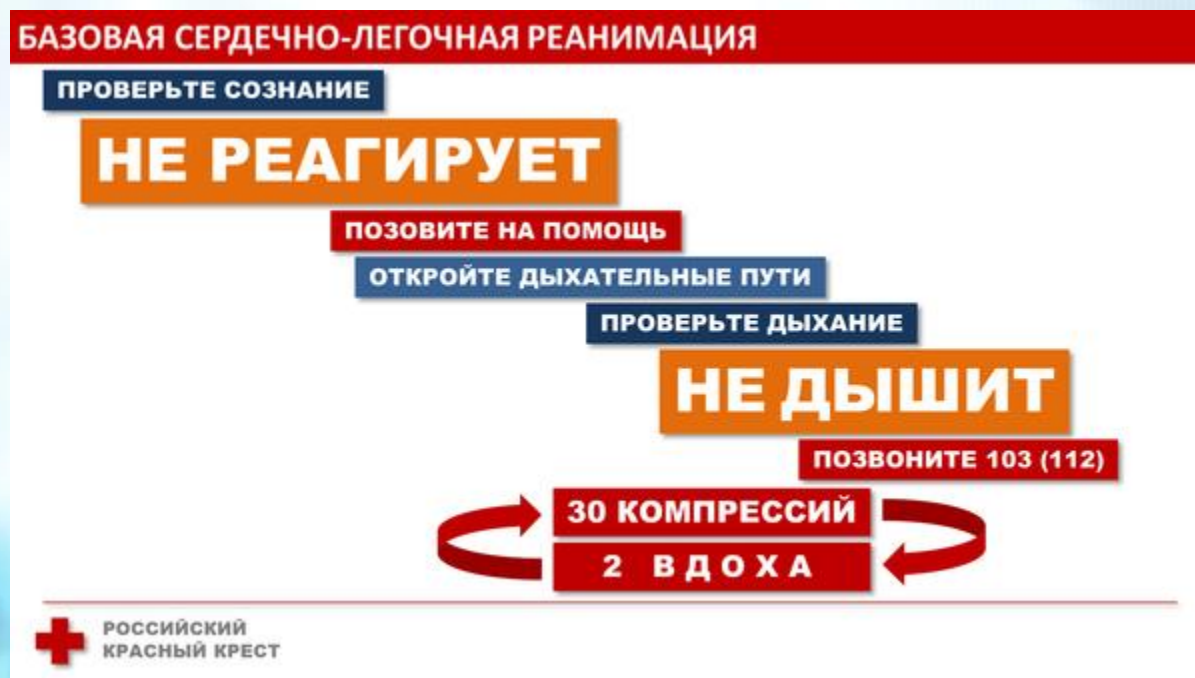 БАЗОВАЯ СЕРДЕЧНО-ЛЕГОЧНАЯ РЕАНИМАЦИЯ
ПРОВЕРЬТЕ СОЗНАНИЕ
НЕ РЕАГИРУЕТ
ПОЗОВИТЕ НА ПОМОЩЬ
ОТКРОЙТЕ ДЫХАТЕЛЬНЫЕ ПУТИ
ПРОВЕРЬТЕ ДЫХАНИЕ
НЕ ДЫШИТ
ПОЗВОНИТЕ 103 (112)
30 КОМПРЕССИЙ
2 ВДОХА
РОССИЙСКИЙ
КРАСНЫЙ КРЕСТ